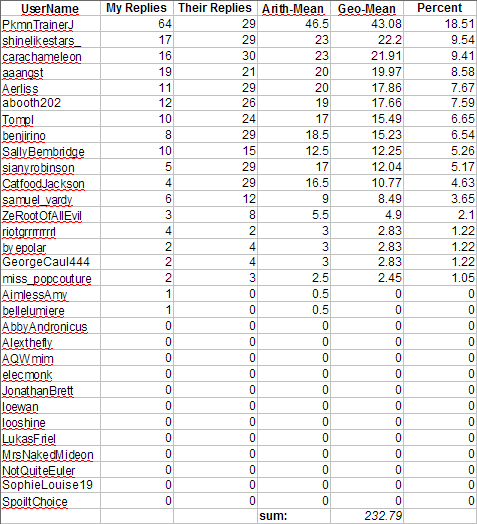 UserName My Replies Their Replies Arith-Mean Geo-Mean Percent
PkmnTrainerJ 64 29 46.5 43.08 18.51
shinelikestars_ 17 29 23 22.2 9.54
carachameleon 16 30 23 21.91 9.41
aaangst 19 21 20 19.97 8.58
Aerliss 11 29 20 17.86 7.67
abooth202 12 26 19 17.66 7.59
Tompl 10 24 17 15.49 6.65
benjirino 8 29 18.5 15.23 6.54
SallyBembridge 10 15 12.5 12.25 5.26
sianyrobinson 5 29 17 12.04 5.17
CatfoodJackson 4 29 16.5 10.77 4.63
samuel_vardy 6 12 9 8.49 3.65
ZeRootOfAllEvil 3 8 5.5 4.9 2.1
riotgrrrrrrrl 4 2 3 2.83 1.22
byepolar 2 4 3 2.83 1.22
GeorgeCaul444 2 4 3 2.83 1.22
miss_popcouture 2 3 2.5 2.45 1.05
AimlessAmy 1 0 0.5 0 0
bellelumiere 1 0 0.5 0 0
AbbyAndronicus 0 0 0 0 0
Alexthefly 0 0 0 0 0
AQWmim 0 0 0 0 0
elecmonk 0 0 0 0 0
JonathanBrett 0 0 0 0 0
loewan 0 0 0 0 0
looshine 0 0 0 0 0
LukasFriel 0 0 0 0 0
MrsNakedMideon 0 0 0 0 0
NotQuiteEuler 0 0 0 0 0
SophieLouise19 0 0 0 0 0
SpoiltChoice 0 0 0 0 0
sum: 232.79